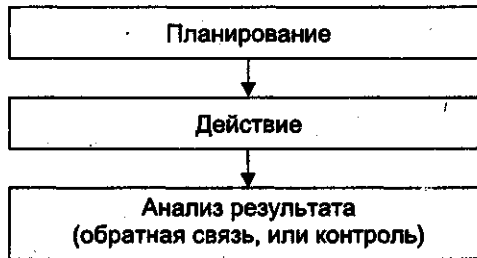 Планирование
Действие
Анализ результата
(обратная связь, или контроль)